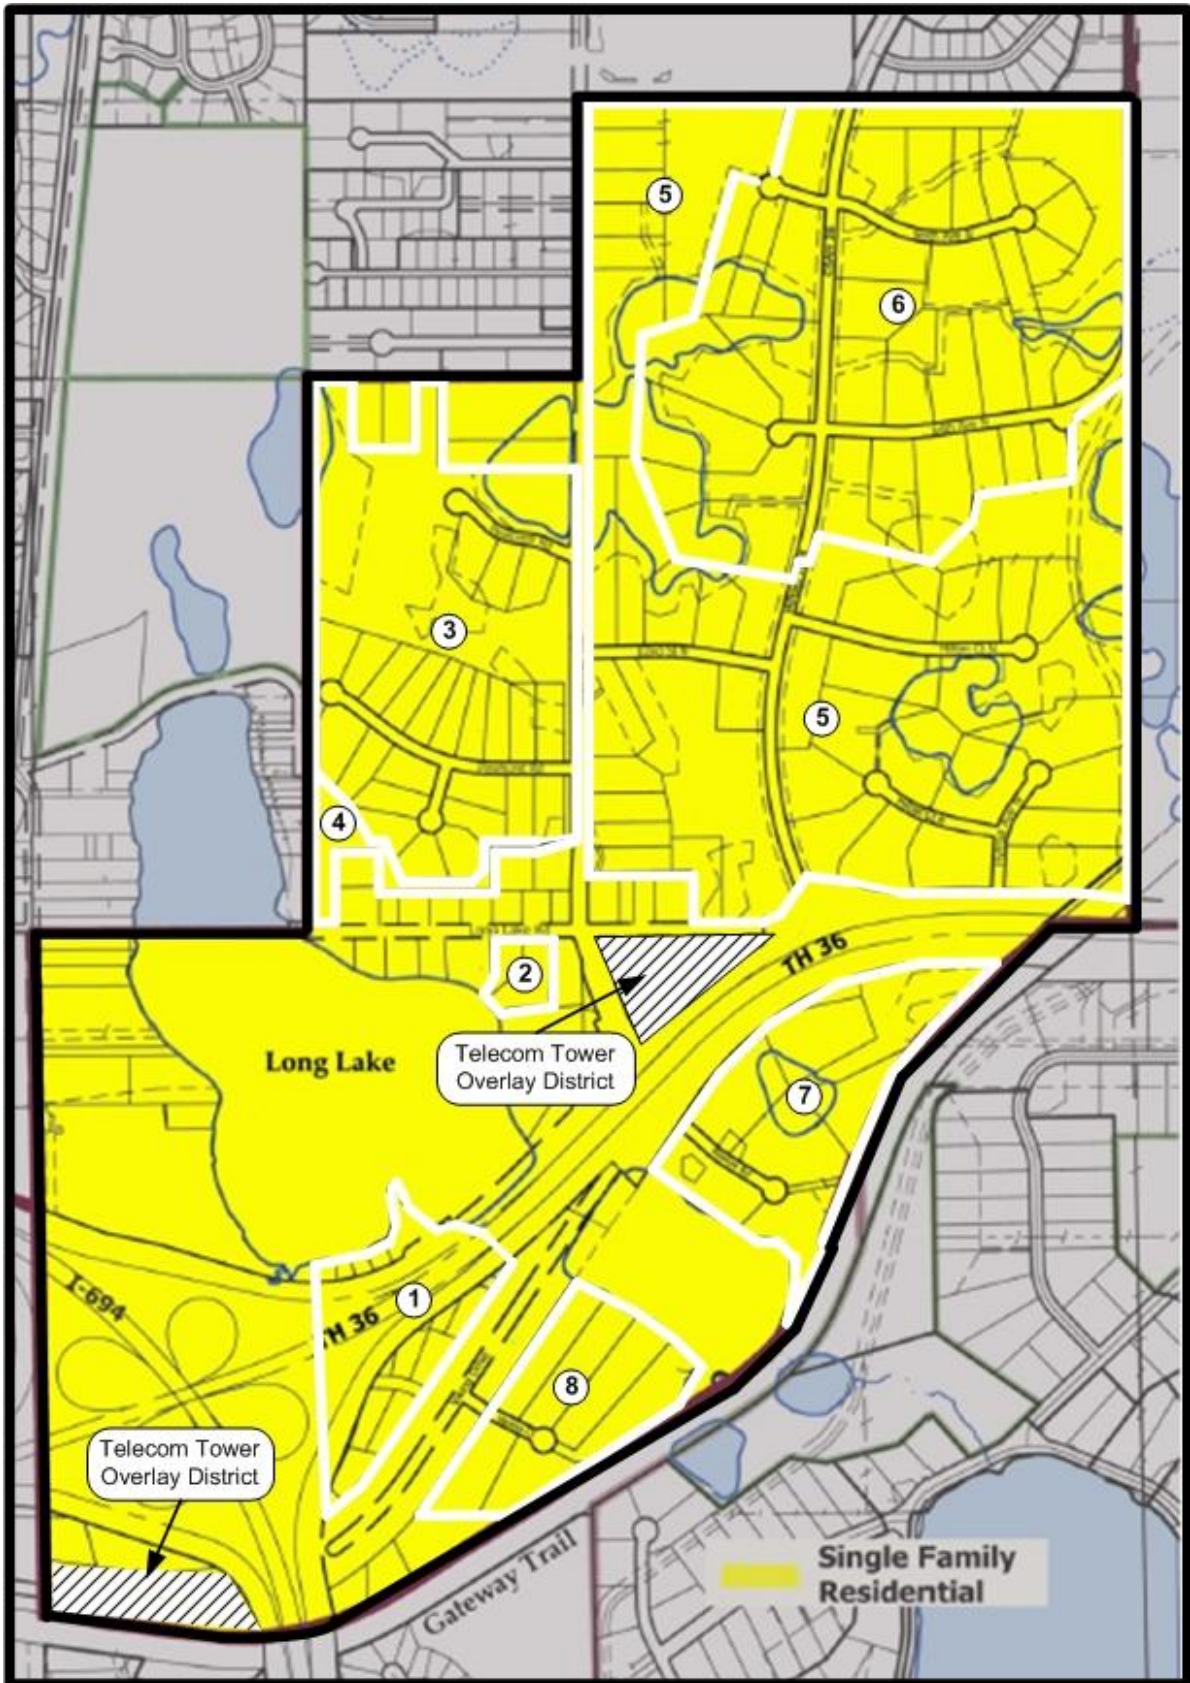 5
6
3
5
4
2
TH 36
Telecom Tower
Overlay District
Long Lake
7
I-694
1
TH 36
8
Telecom Tower
Overlay District
Gateway Trail
Single Family
Residential